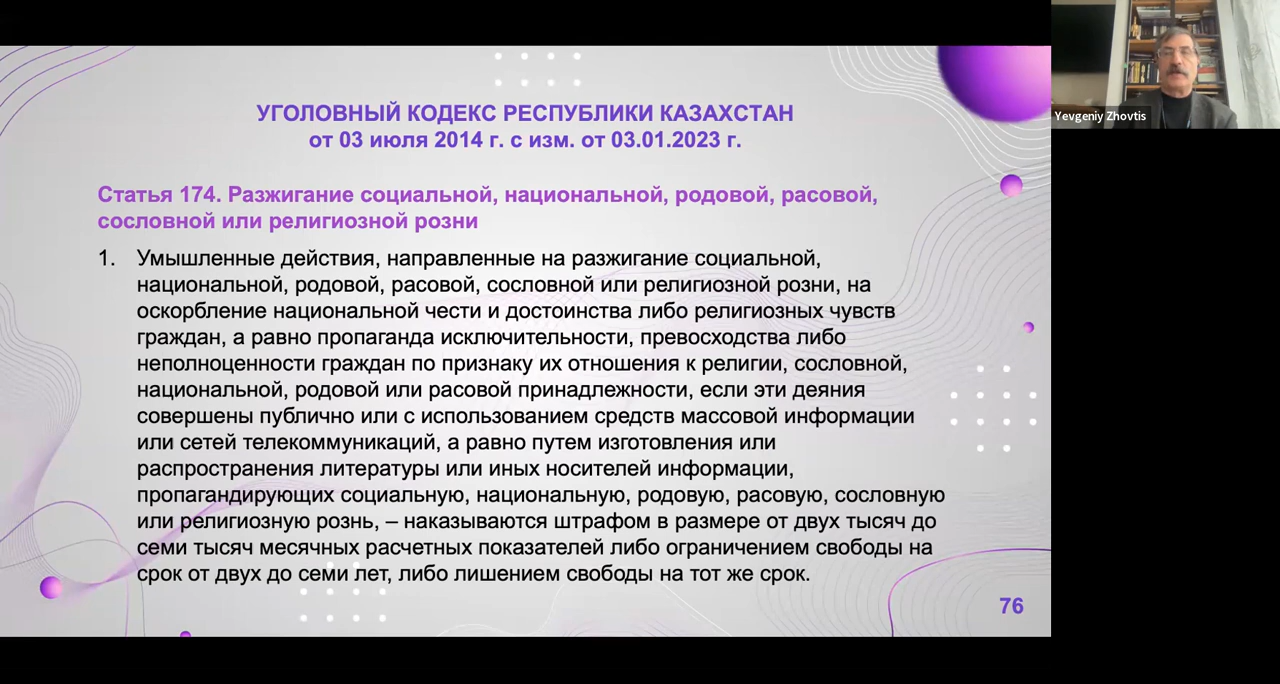 УГОЛОВНЫЙ КОДЕКС РЕСПУБЛИКИ КАЗАХСТАН
от 03 июля 2014 г. с изм. от 03.01.2023 г.
Статья 174. Разжигание социальной, национальной, родовой, расовой,
сословной или религиозной розни
1. Умышленные действия, направленные на разжигание социальной,
национальной, родовой, расовой, сословной или религиозной розни, на
оскорбление национальной чести и достоинства либо религиозных чувств
граждан, а равно пропаганда исключительности, превосходства либо
неполноценности граждан по признаку их отношения к религии, сословной,
национальной, родовой или расовой принадлежности, если эти деяния
совершены публично или с использованием средств массовой информации
или сетей телекоммуникаций, а равно путем изготовления или
распространения литературы или иных носителей информации,
пропагандирующих социальную, национальную, родовую, расовую, сословную
или религиозную рознь, – наказываются штрафом в размере от двух тысяч до
семи тысяч месячных расчетных показателей либо ограничением свободы на
срок от двух до семи лет, либо лишением свободы на тот же срок.
76
Yevgeniy Zhovtis